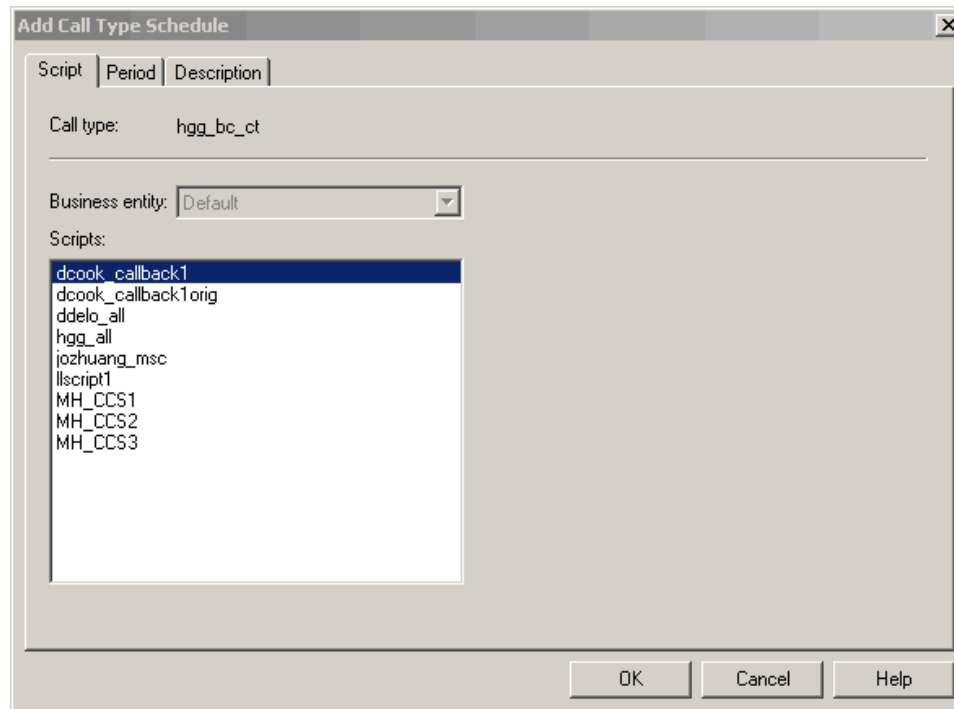 Add Call Type Schedule
Script Period Description
Call type: hgg_bc_ct
Business entity: Default
Scripts:
dcook_callback1
dcook_callback1orig
ddelo_all
hgg_all
jozhuang_msc
llscript1
MH_CCS1
MH_CCS2
MH_CCS3
OK Cancel Help